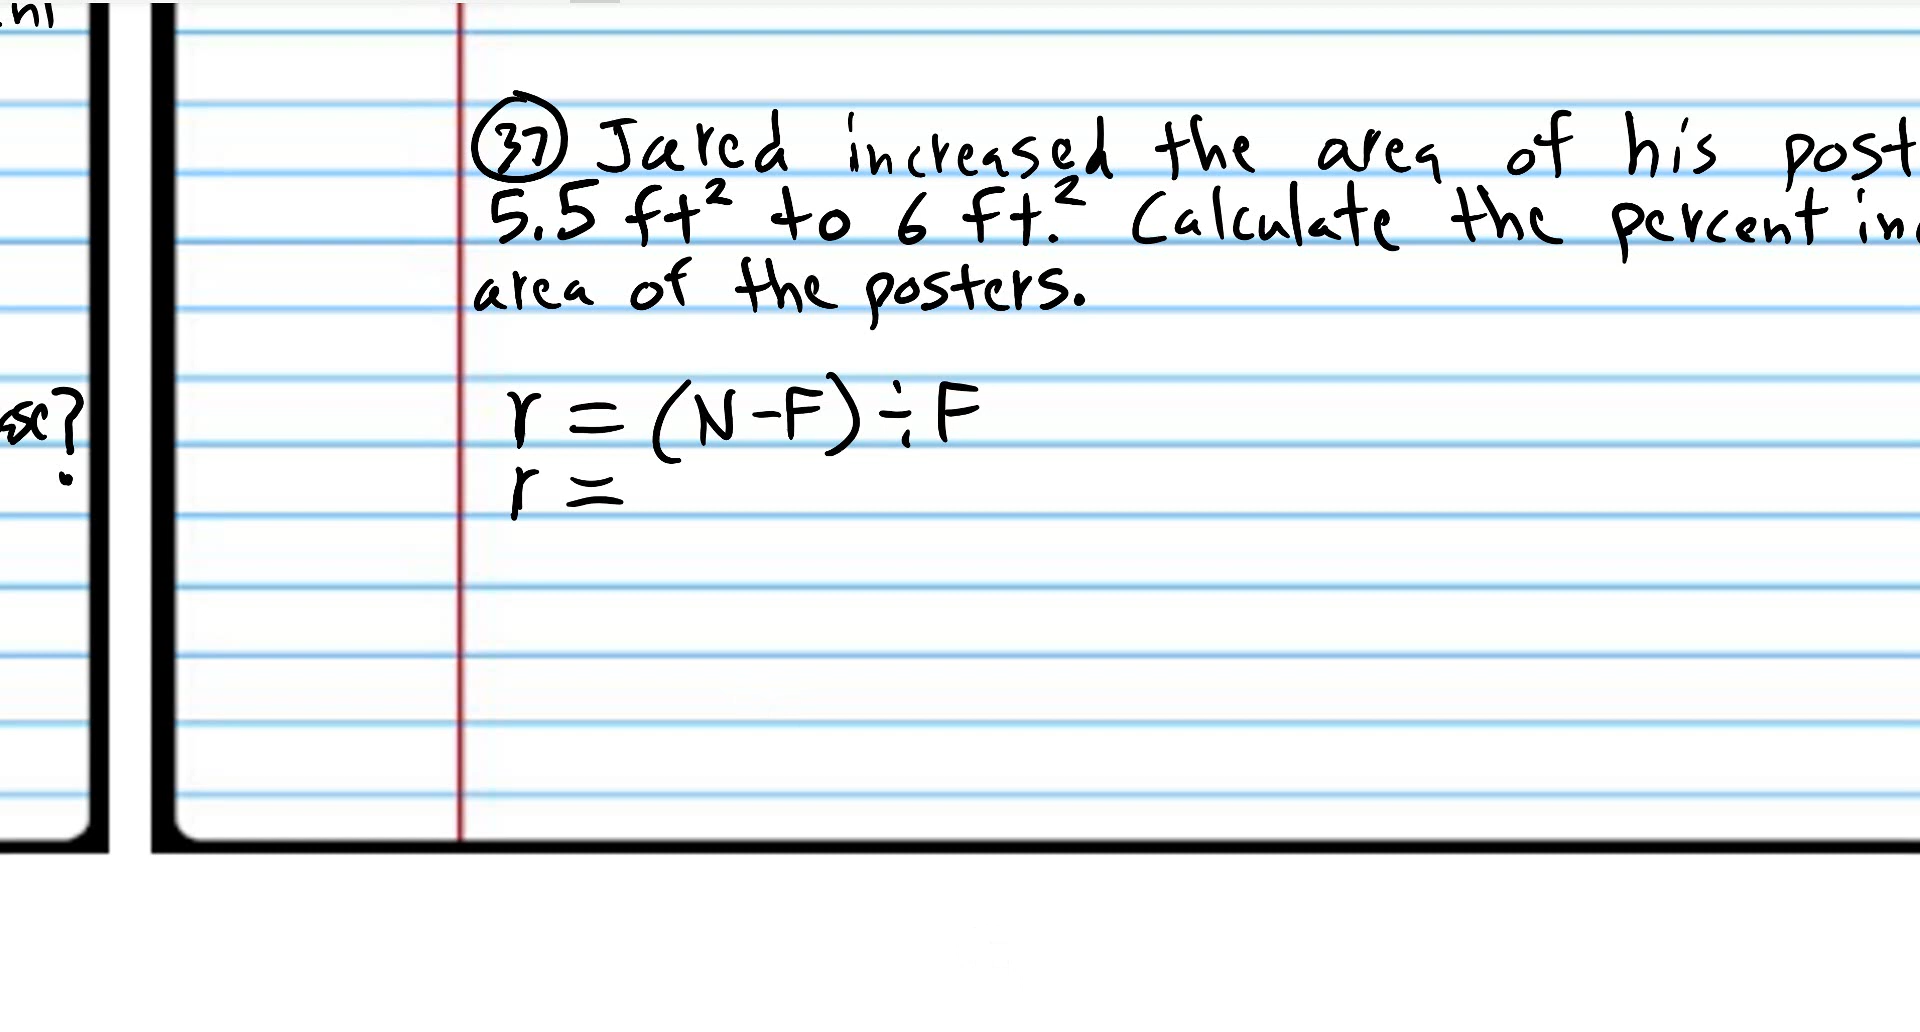 ㊲ Jared increased the area of his post
5.5 ft² to 6 ft.² Calculate the percent in
area of the posters.
r = (N-F) ÷ F
r =
?